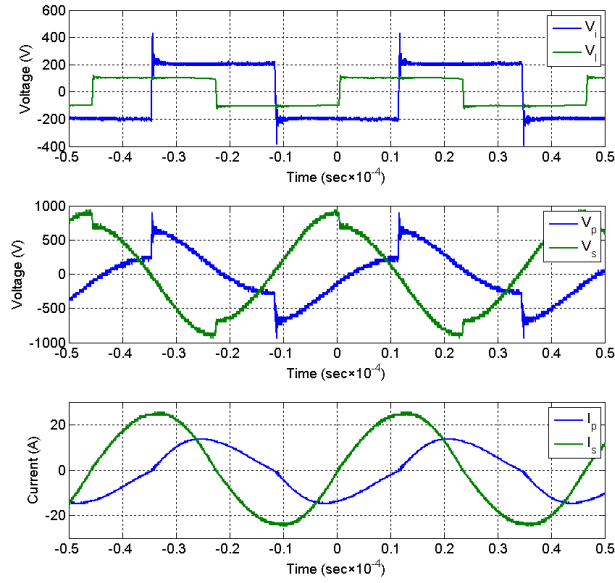 600
400
200
0
-200
-400
Voltage (V)
V_i
V_l
-0.5 -0.4 -0.3 -0.2 -0.1 0 0.1 0.2 0.3 0.4 0.5
Time (sec×10⁻⁴)
1000
500
0
-500
-1000
Voltage (V)
V_p
V_s
-0.5 -0.4 -0.3 -0.2 -0.1 0 0.1 0.2 0.3 0.4 0.5
Time (sec×10⁻⁴)
20
0
-20
Current (A)
I_p
I_s
-0.5 -0.4 -0.3 -0.2 -0.1 0 0.1 0.2 0.3 0.4 0.5
Time (sec×10⁻⁴)